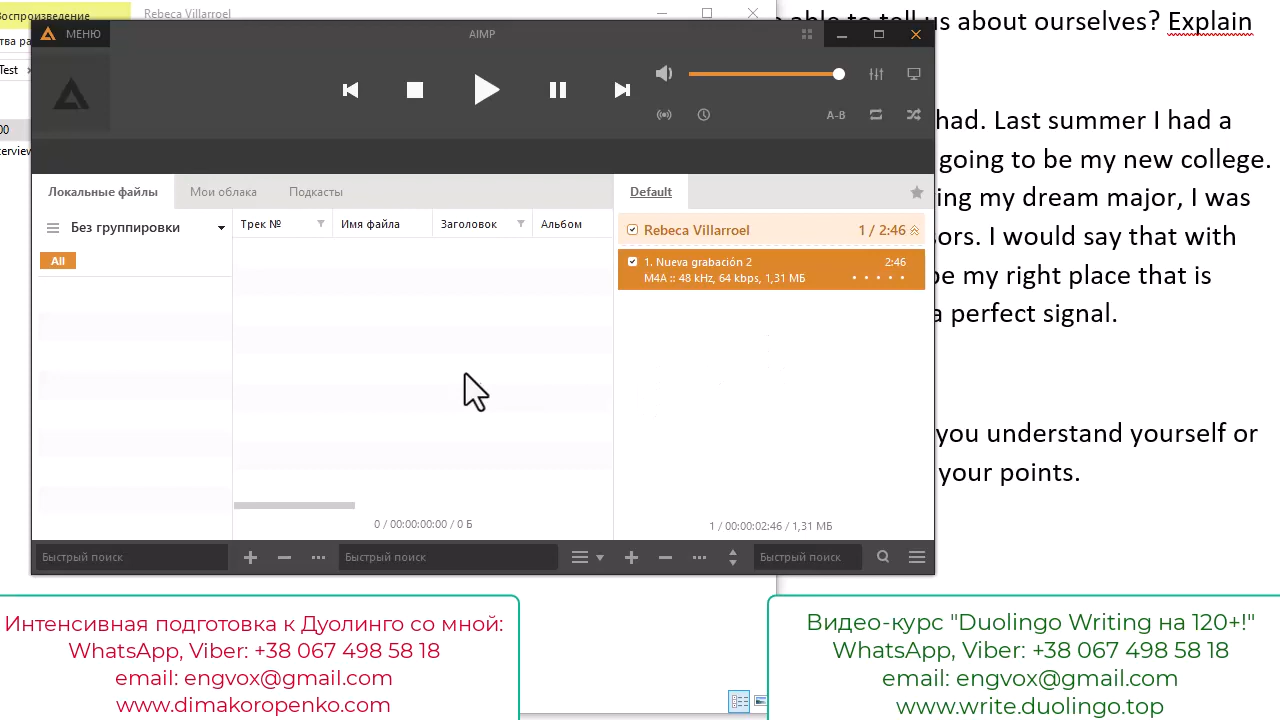 Воспроизведение
Rebeca Villarroel
able to tell us about ourselves? Explain
МЕНЮ
AIMP
Test
00
A-B
had. Last summer I had a
going to be my new college.
ing my dream major, I was
sors. I would say that with
be my right place that is
a perfect signal.
Локальные файлы
Мои облака
Подкасты
Default
Без группировки
Трек №
Имя файла
Заголовок
Альбом
Rebeca Villarroel
1 / 2:46
All
1. Nueva grabación 2
2:46
M4A :: 48 kHz, 64 kbps, 1,31 МБ
you understand yourself or
your points.
0 / 00:00:00:00 / 0 Б
1 / 00:00:02:46 / 1,31 МБ
Быстрый поиск
Быстрый поиск
Быстрый поиск
Интенсивная подготовка к Дуолинго со мной:
WhatsApp, Viber: +38 067 498 58 18
email: engvox@gmail.com
www.dimakoropenko.com
Видео-курс "Duolingo Writing на 120+!"
WhatsApp, Viber: +38 067 498 58 18
email: engvox@gmail.com
www.write.duolingo.top